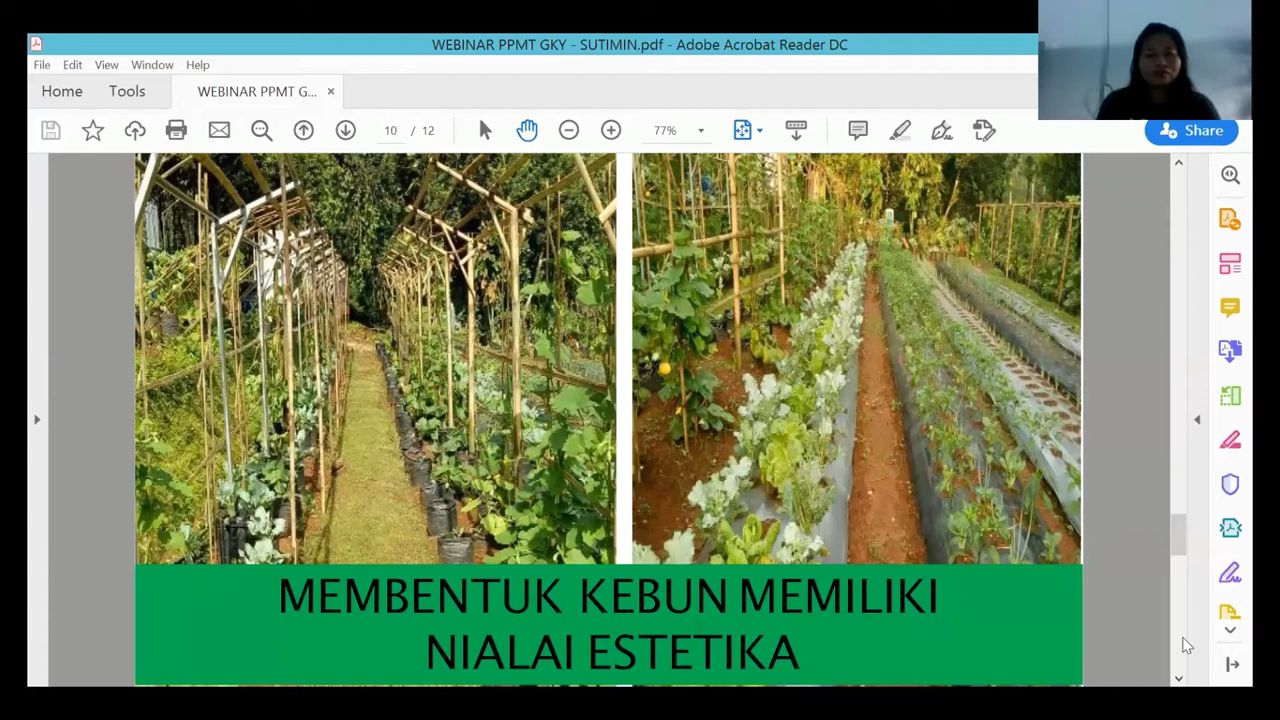 WEBINAR PPMT GKY - SUTIMIN.pdf - Adobe Acrobat Reader DC
File Edit View Window Help
Home Tools WEBINAR PPMT G... ×
10 / 12 77% Share
MEMBENTUK KEBUN MEMILIKI
NIALAI ESTETIKA